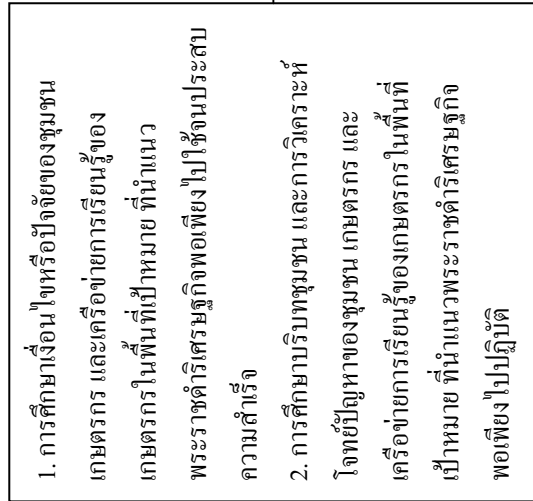 1. การศึกษาเงื่อนไขหรือปัจจัยของชุมชน
เกษตรกร และเครือข่ายการเรียนรู้ของ
เกษตรกรในพื้นที่เป้าหมาย ที่นำแนว
พระราชดำริเศรษฐกิจพอเพียงไปใช้จนประสบ
ความสำเร็จ
2. การศึกษาบริบทชุมชน และการวิเคราะห์
โจทย์ปัญหาของชุมชน เกษตรกร และ
เครือข่ายการเรียนรู้ของเกษตรกรในพื้นที่
เป้าหมาย ที่นำแนวพระราชดำริเศรษฐกิจ
พอเพียงไปปฏิบัติ